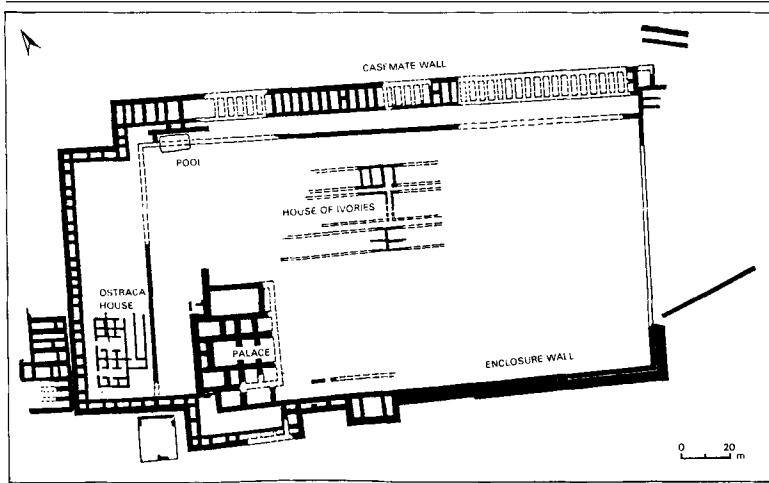 CASEMATE WALL
POOL
HOUSE OF IVORIES
OSTRACA
HOUSE
PALACE
ENCLOSURE WALL
0 20
m